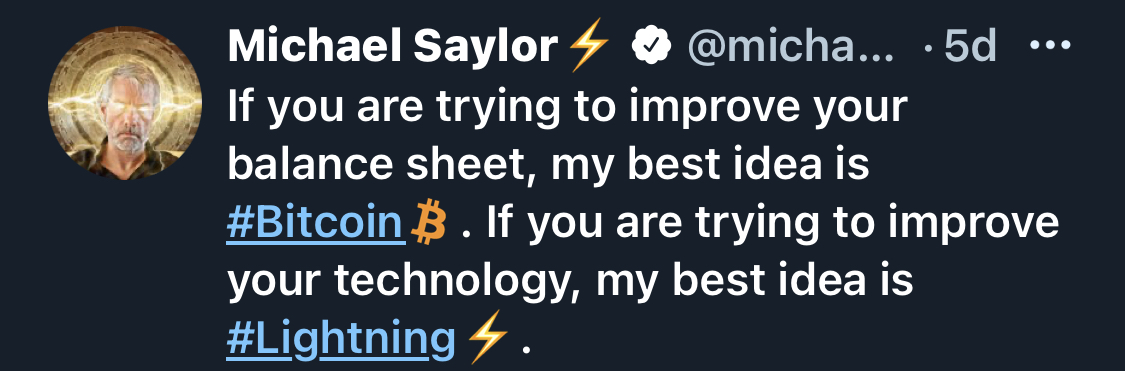 Michael Saylor⚡ @micha... · 5d ...
If you are trying to improve your
balance sheet, my best idea is
#Bitcoin₿ . If you are trying to improve
your technology, my best idea is
#Lightning⚡ .